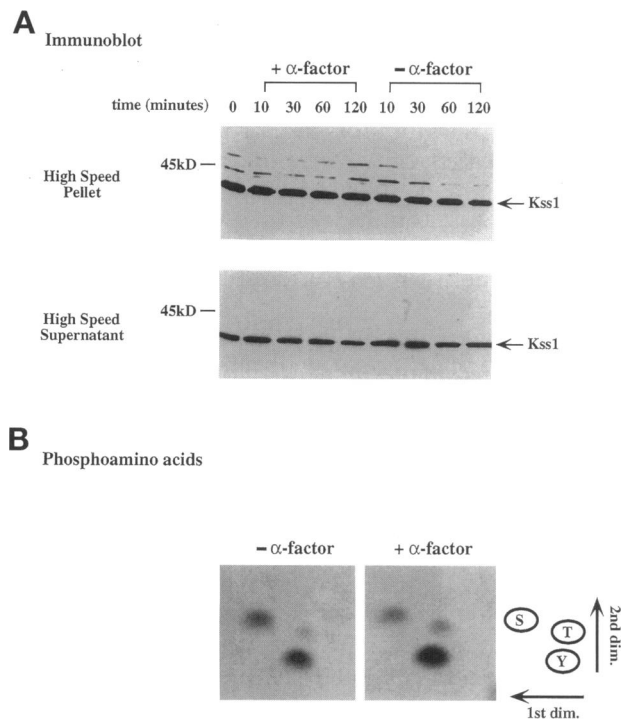 A
Immunoblot
+ α-factor – α-factor
time (minutes) 0 10 30 60 120 10 30 60 120
45kD
High Speed
Pellet
Kss1
45kD
High Speed
Supernatant
Kss1
B
Phosphoamino acids
– α-factor + α-factor
S
T
Y
2nd dim.
1st dim.